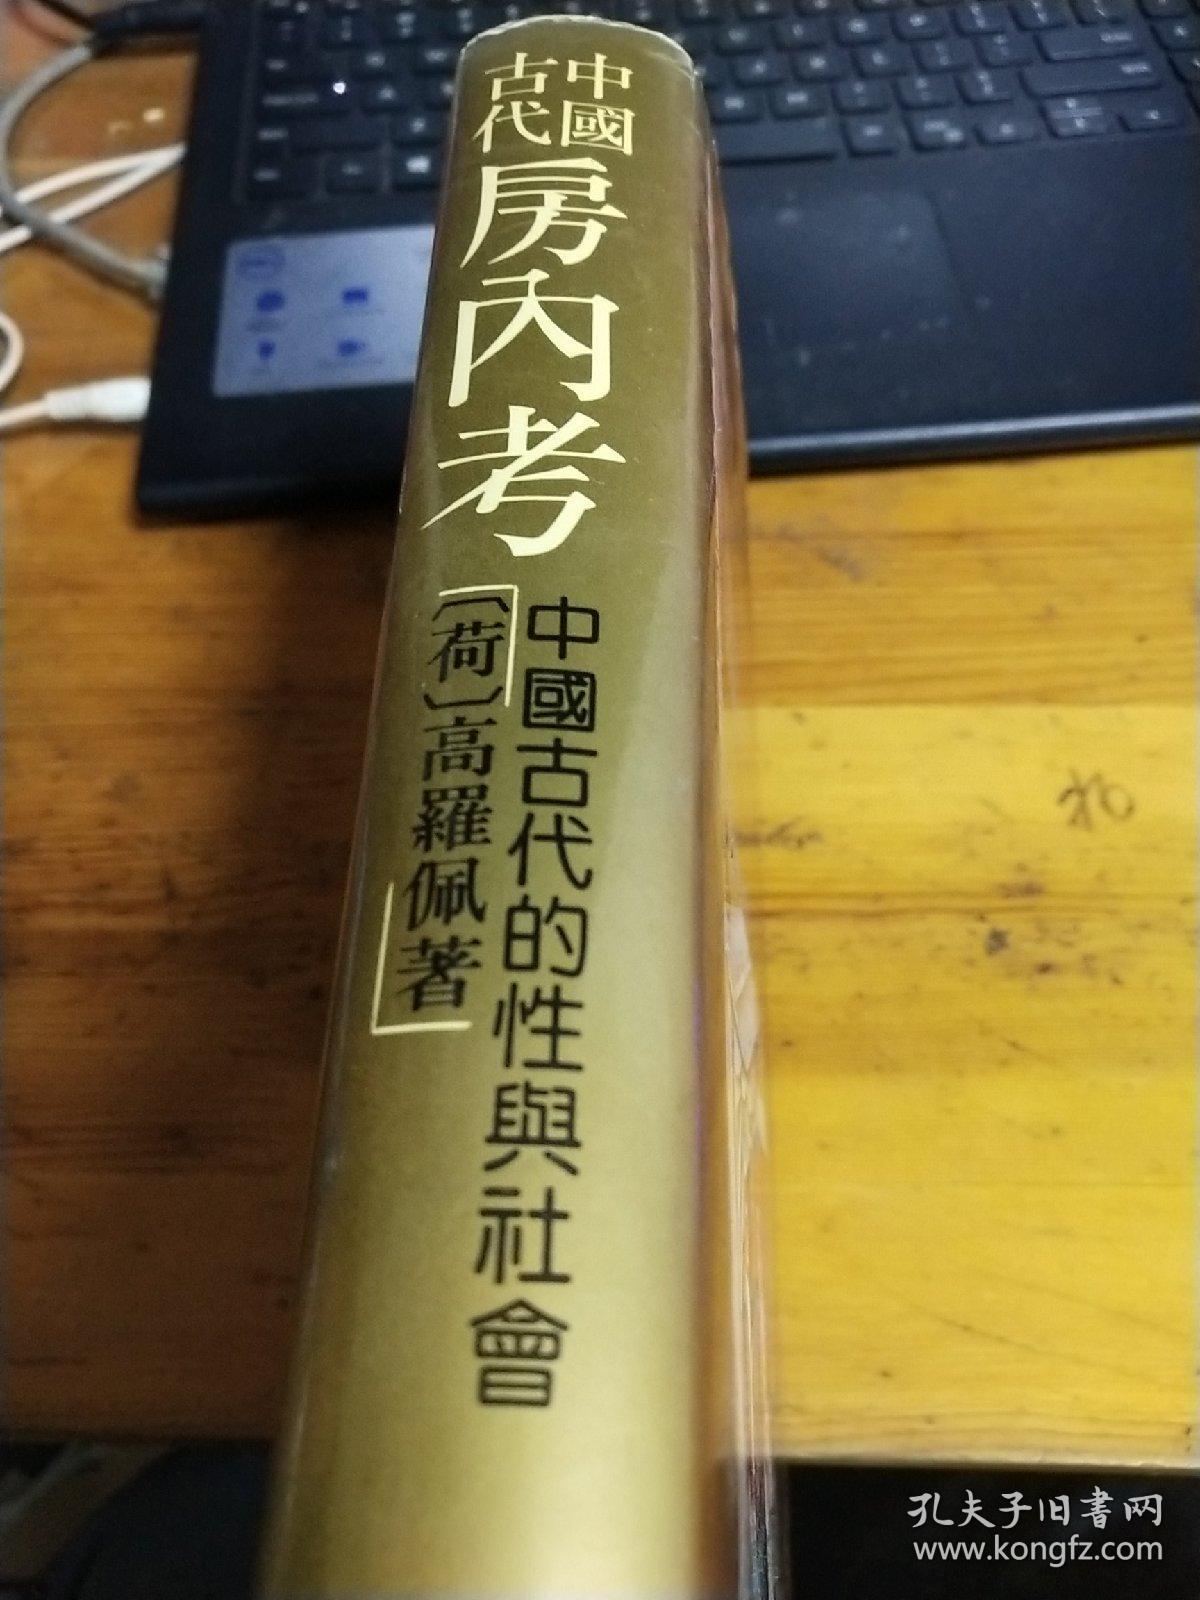 中國
古代
房內考
中國古代的性與社會
〔荷〕高羅佩著
孔夫子旧書网
www.kongfz.com